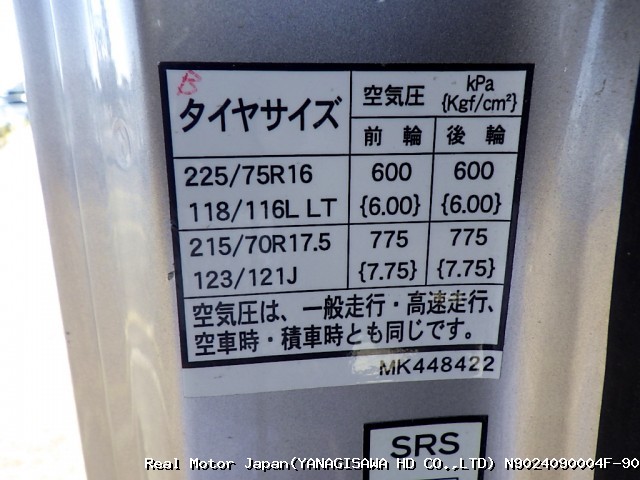 B
タイヤサイズ 空気圧 kPa {Kgf/cm²}
前輪 後輪
225/75R16 600 600
118/116L LT {6.00} {6.00}
215/70R17.5 775 775
123/121J {7.75} {7.75}
空気圧は、一般走行・高速走行、
空車時・積車時とも同じです。
MK448422
SRS
Real Motor Japan(YANAGISAWA HD CO.,LTD) N9024090004F-90